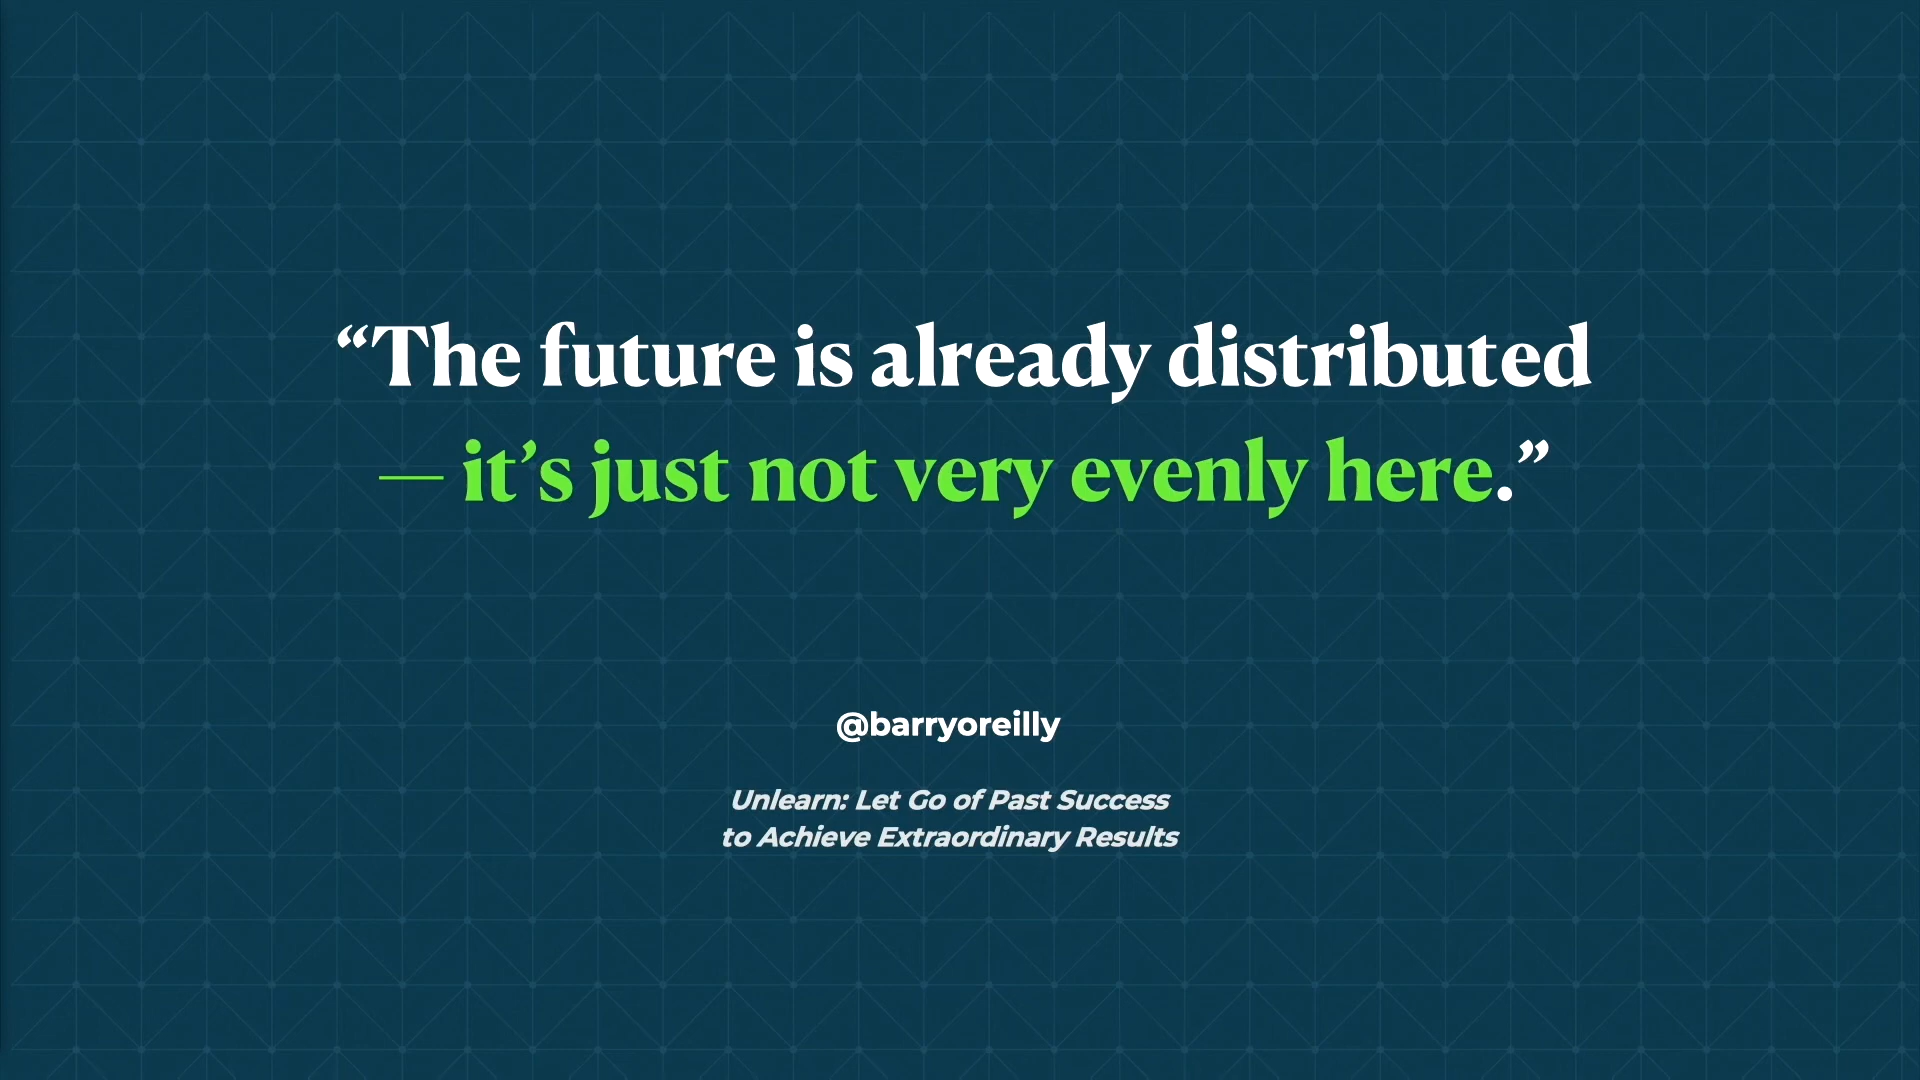 “The future is already distributed
— it’s just not very evenly here.”
@barryoreilly
Unlearn: Let Go of Past Success
to Achieve Extraordinary Results